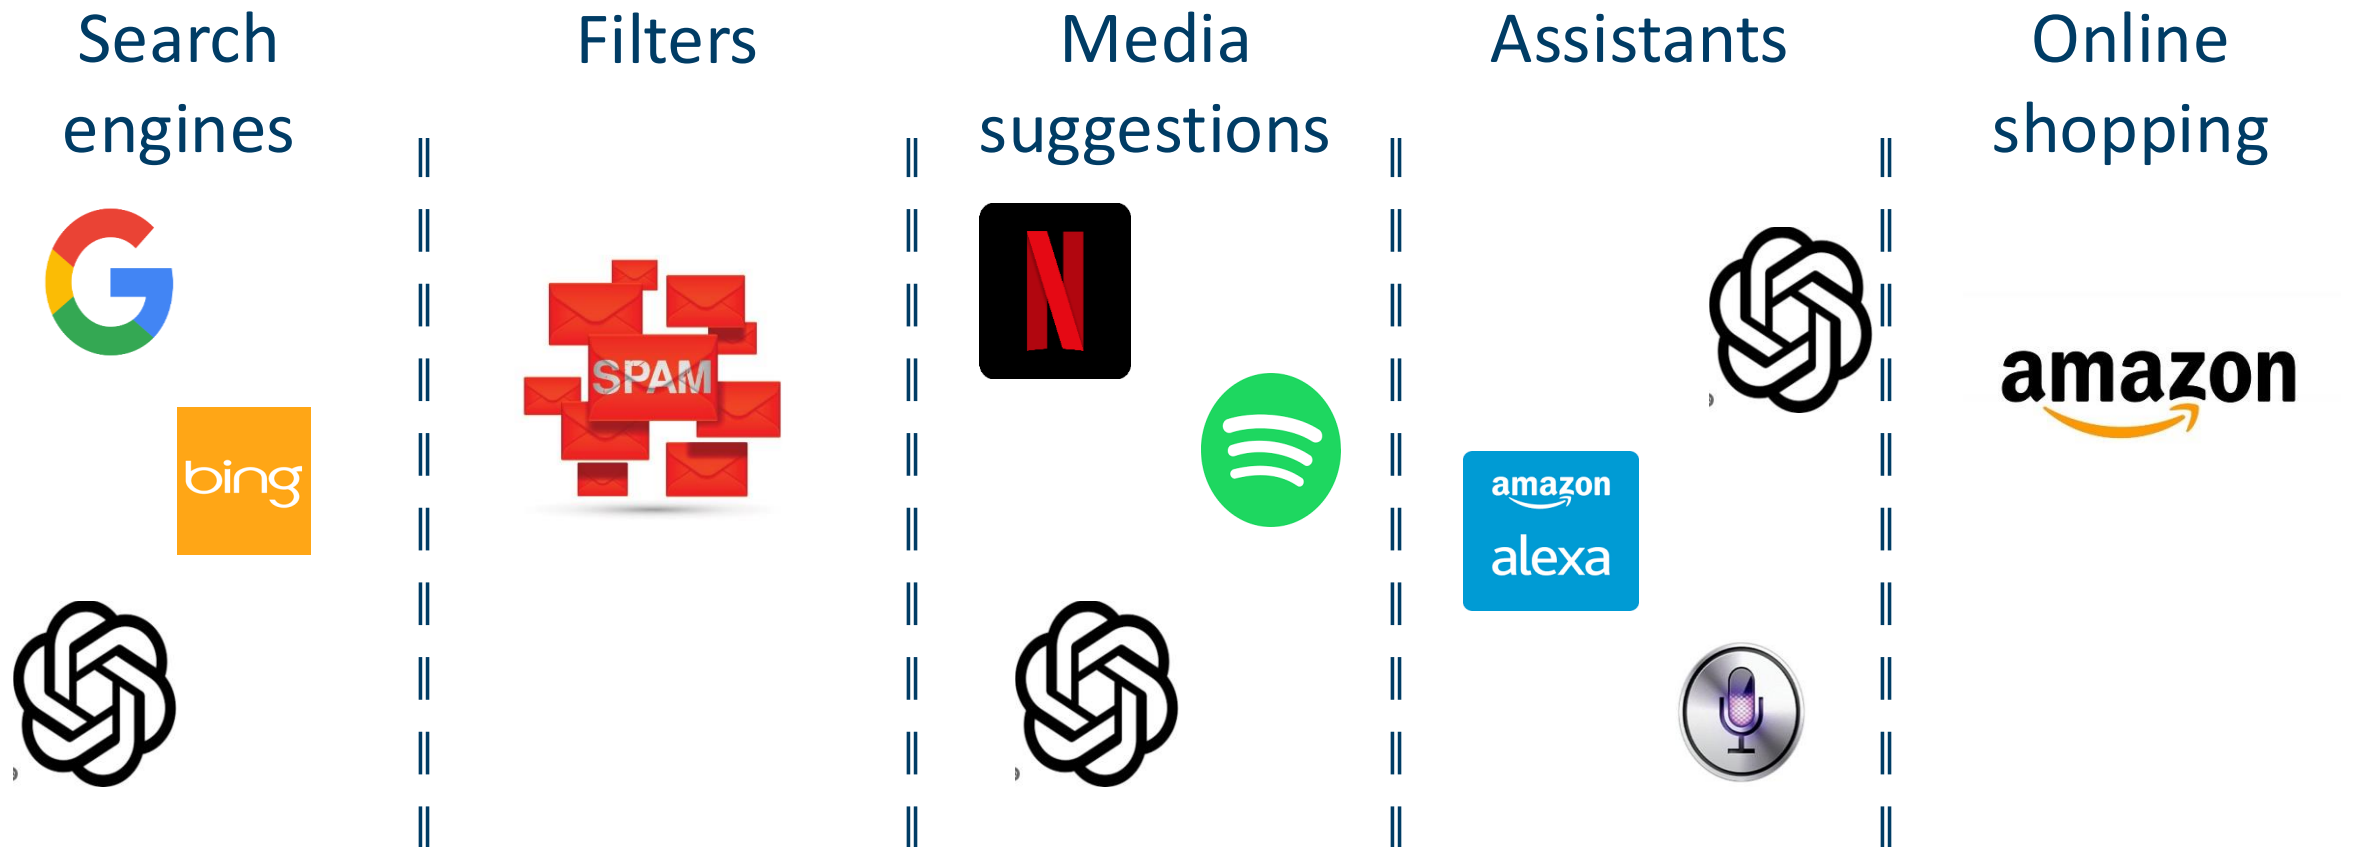 Search
engines
Filters
Media
suggestions
Assistants
Online
shopping
bing
SPAM
N
amazon
alexa
amazon